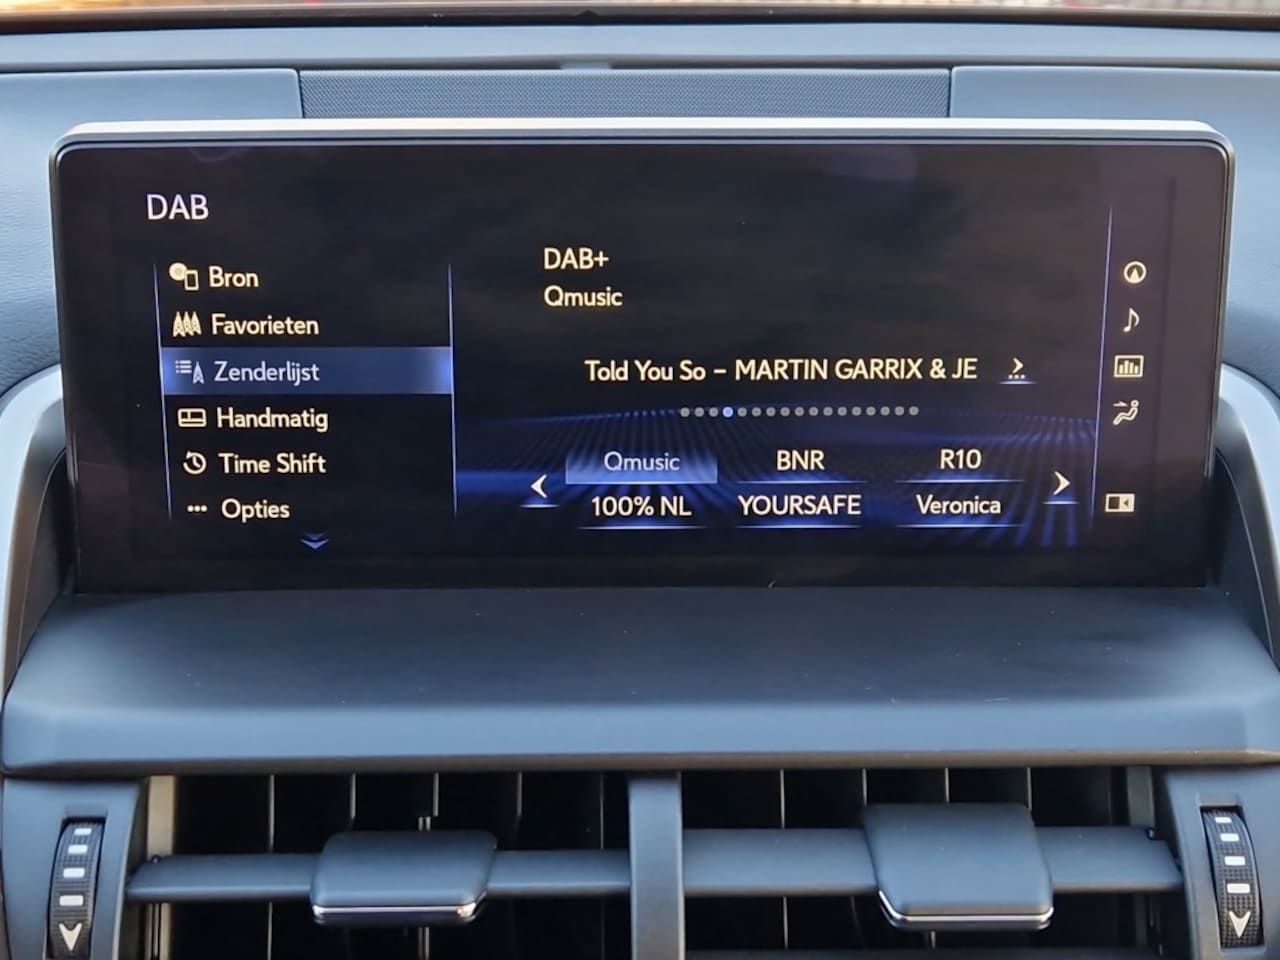 DAB
Bron
Favorieten
Zenderlijst
Handmatig
Time Shift
Opties
DAB+
Qmusic
Told You So – MARTIN GARRIX & JE
Qmusic BNR R10
100% NL YOURSAFE Veronica